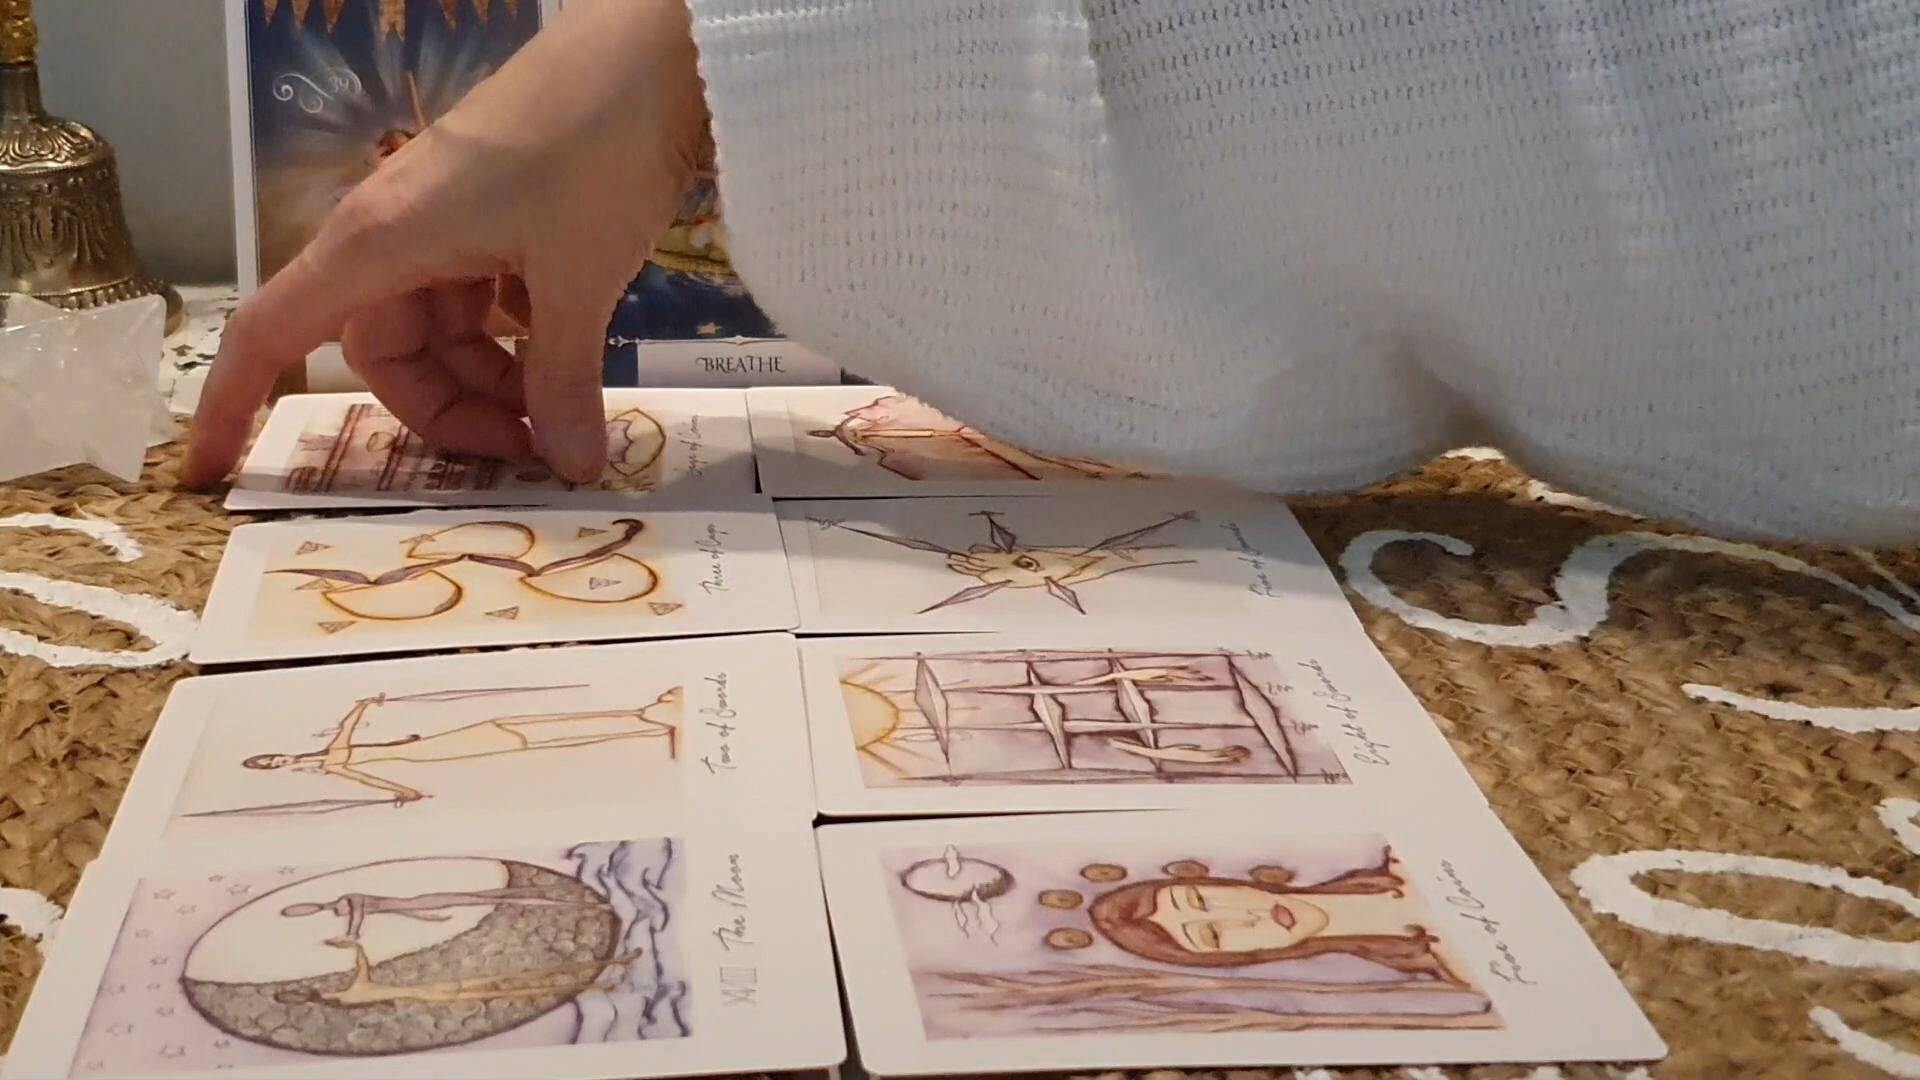 39
BREATHE
Three of Cups
Five of Swords
Two of Swords
Eight of Swords
XVIII The Moon
Five of Coins